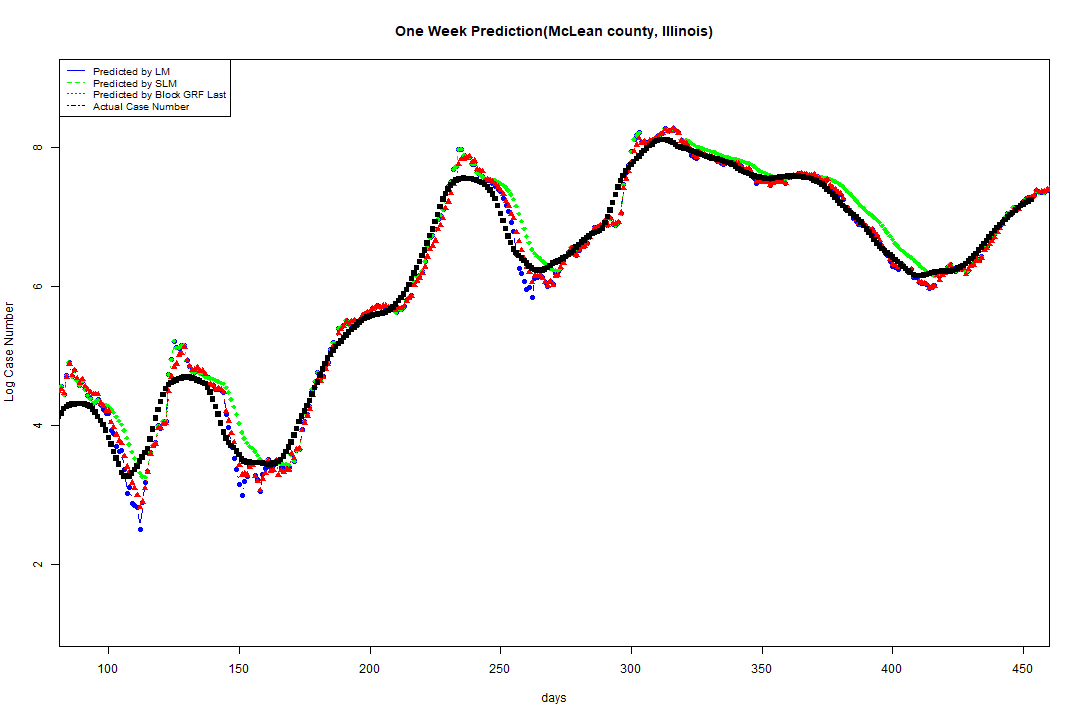 One Week Prediction(McLean county, Illinois)
Predicted by LM
Predicted by SLM
Predicted by Block GRF Last
Actual Case Number
8
6
4
2
Log Case Number
100 150 200 250 300 350 400 450
days